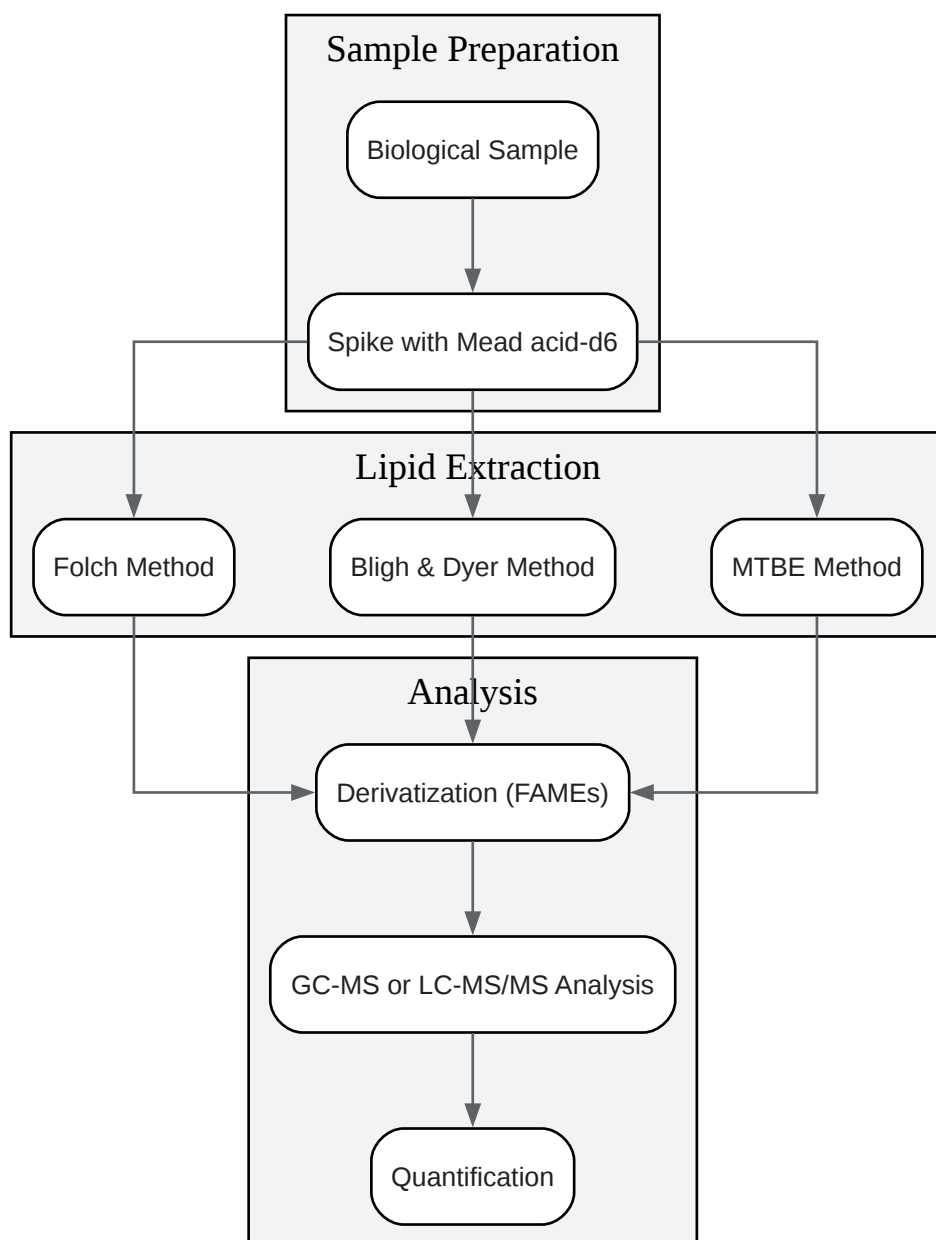 Sample Preparation
Biological Sample
Spike with Mead acid-d6
Lipid Extraction
Folch Method
Bligh & Dyer Method
MTBE Method
Analysis
Derivatization (FAMEs)
GC-MS or LC-MS/MS Analysis
Quantification